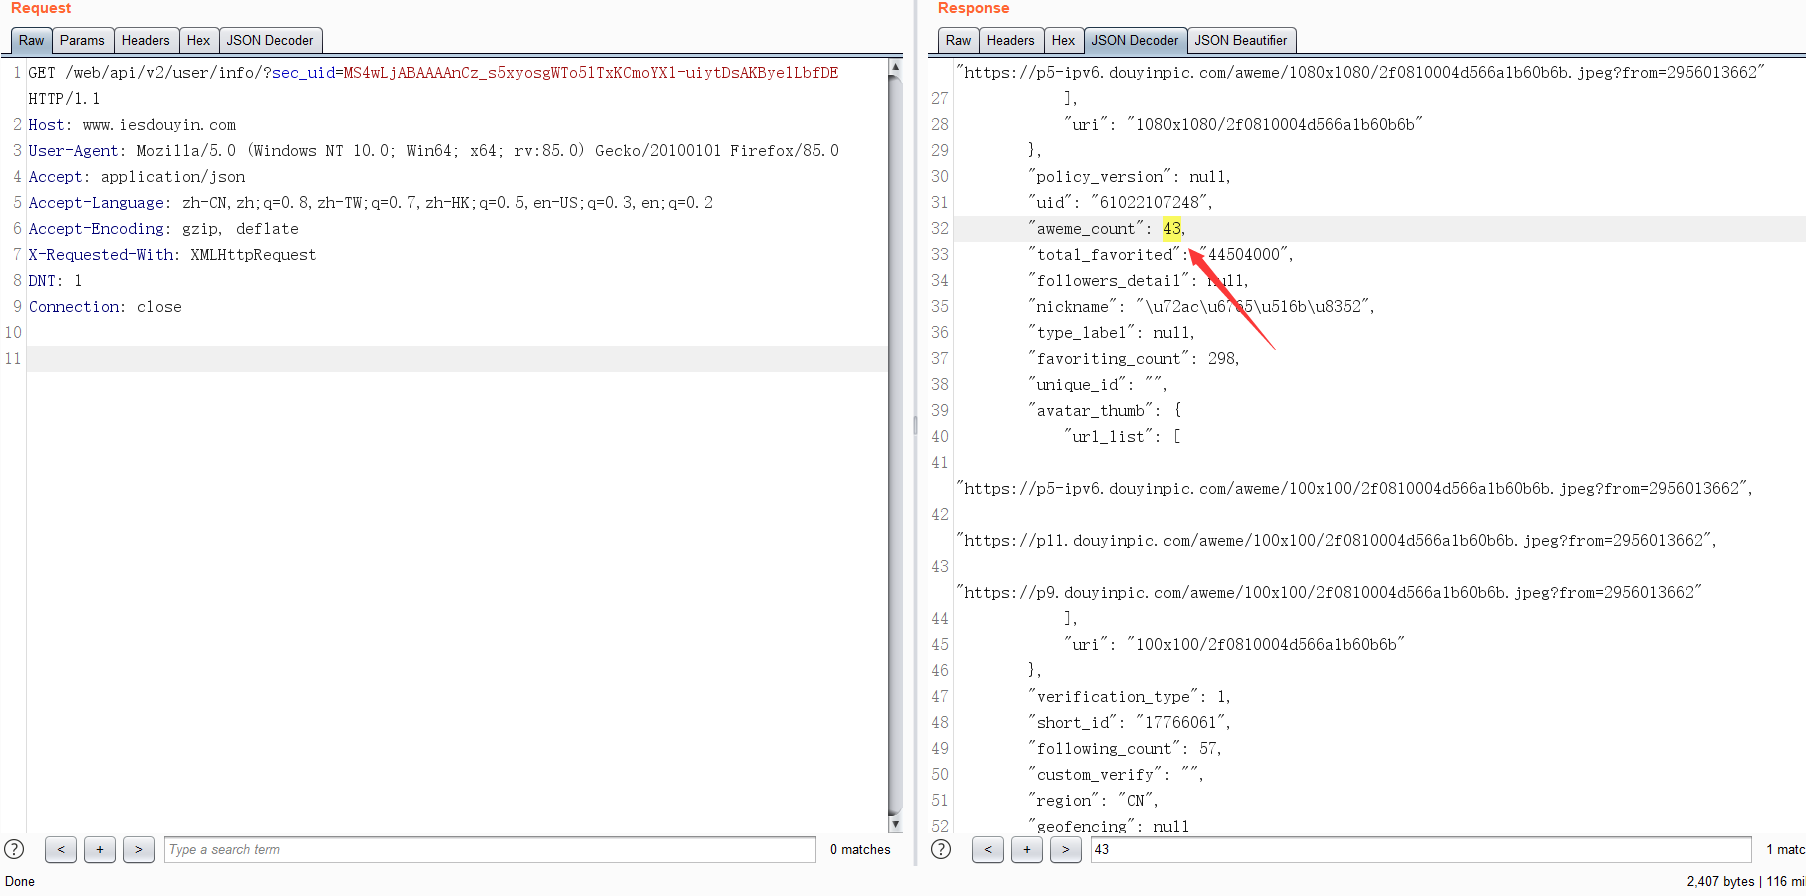 Request
Raw Params Headers Hex JSON Decoder
1 GET /web/api/v2/user/info/?sec_uid=MS4wLjABAAAAnCz_s5xyosgWTo5lTxKCmoYXl-uiytDsAKByelLbfDE
HTTP/1.1
2 Host: www.iesdouyin.com
3 User-Agent: Mozilla/5.0 (Windows NT 10.0; Win64; x64; rv:85.0) Gecko/20100101 Firefox/85.0
4 Accept: application/json
5 Accept-Language: zh-CN,zh;q=0.8,zh-TW;q=0.7,zh-HK;q=0.5,en-US;q=0.3,en;q=0.2
6 Accept-Encoding: gzip, deflate
7 X-Requested-With: XMLHttpRequest
8 DNT: 1
9 Connection: close
10
11
? < + > Type a search term 0 matches
Done
Response
Raw Headers Hex JSON Decoder JSON Beautifier
"https://p5-ipv6.douyinpic.com/aweme/1080x1080/2f0810004d566a1b60b6b.jpeg?from=2956013662"
27 ],
28 "uri": "1080x1080/2f0810004d566a1b60b6b"
29 },
30 "policy_version": null,
31 "uid": "61022107248",
32 "aweme_count": 43,
33 "total_favorited": "44504000",
34 "followers_detail": null,
35 "nickname": "\u72ac\u6765\u516b\u8352",
36 "type_label": null,
37 "favoriting_count": 298,
38 "unique_id": "",
39 "avatar_thumb": {
40 "url_list": [
41
"https://p5-ipv6.douyinpic.com/aweme/100x100/2f0810004d566a1b60b6b.jpeg?from=2956013662",
42
"https://p11.douyinpic.com/aweme/100x100/2f0810004d566a1b60b6b.jpeg?from=2956013662",
43
"https://p9.douyinpic.com/aweme/100x100/2f0810004d566a1b60b6b.jpeg?from=2956013662"
44 ],
45 "uri": "100x100/2f0810004d566a1b60b6b"
46 },
47 "verification_type": 1,
48 "short_id": "17766061",
49 "following_count": 57,
50 "custom_verify": "",
51 "region": "CN",
52 "geofencing": null
? < + > 43 1 matc
2,407 bytes | 116 mi